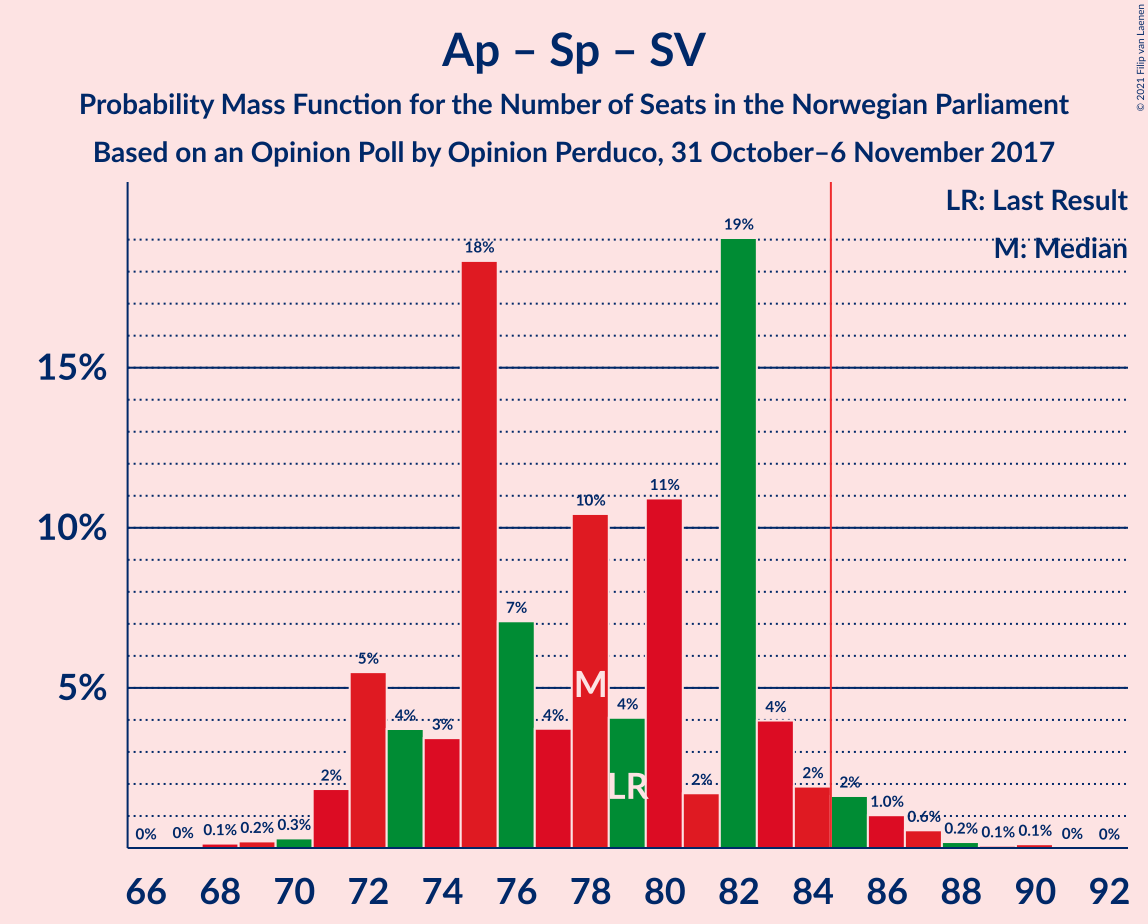 Ap – Sp – SV
Probability Mass Function for the Number of Seats in the Norwegian Parliament
Based on an Opinion Poll by Opinion Perduco, 31 October–6 November 2017
© 2021 Filip van Laenen
LR: Last Result
M: Median
15%
10%
5%
0% 0% 0.1% 0.2% 0.3% 2% 5% 4% 3% 18% 7% 4% 10% 4% 11% 2% 19% 4% 2% 2% 1.0% 0.6% 0.2% 0.1% 0.1% 0% 0%
M
LR
66 68 70 72 74 76 78 80 82 84 86 88 90 92